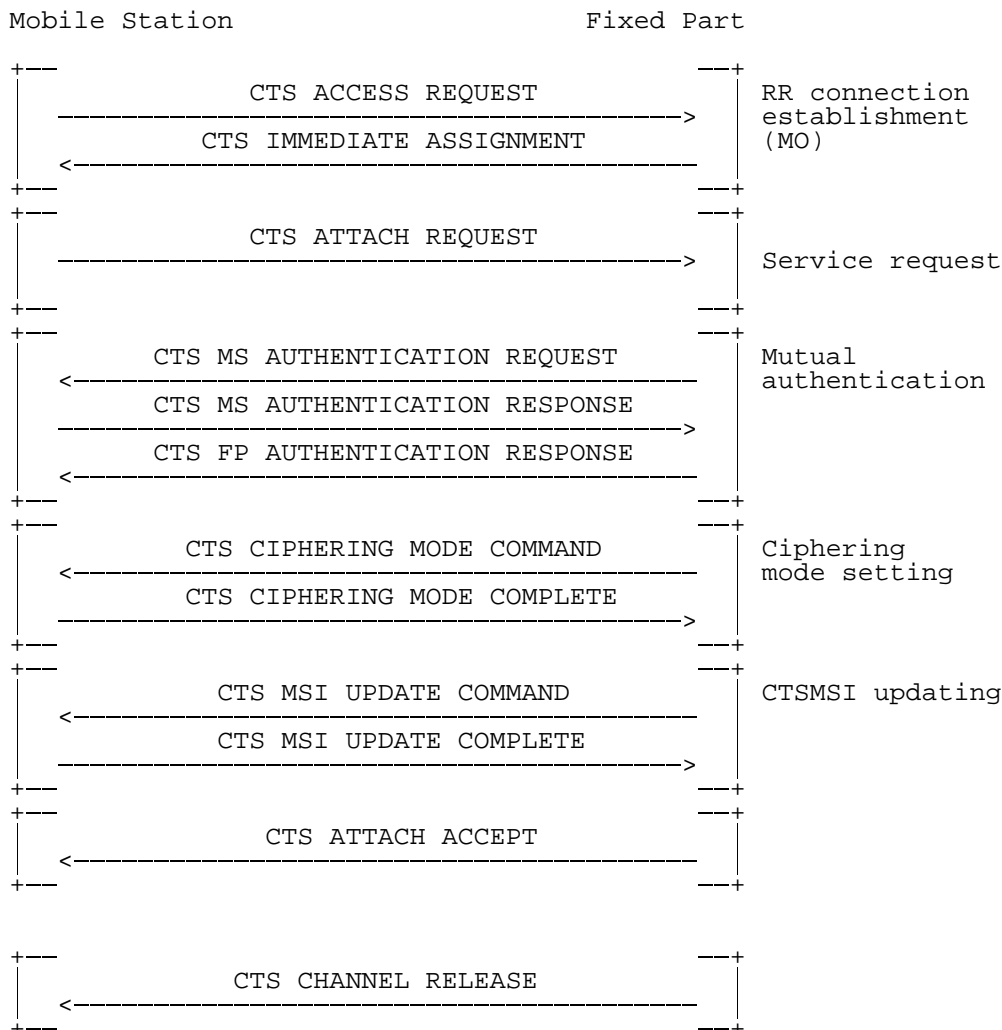 Mobile Station Fixed Part
CTS ACCESS REQUEST RR connection
establishment
CTS IMMEDIATE ASSIGNMENT (MO)
CTS ATTACH REQUEST
Service request
CTS MS AUTHENTICATION REQUEST Mutual
authentication
CTS MS AUTHENTICATION RESPONSE
CTS FP AUTHENTICATION RESPONSE
CTS CIPHERING MODE COMMAND Ciphering
mode setting
CTS CIPHERING MODE COMPLETE
CTS MSI UPDATE COMMAND CTSMSI updating
CTS MSI UPDATE COMPLETE
CTS ATTACH ACCEPT
CTS CHANNEL RELEASE